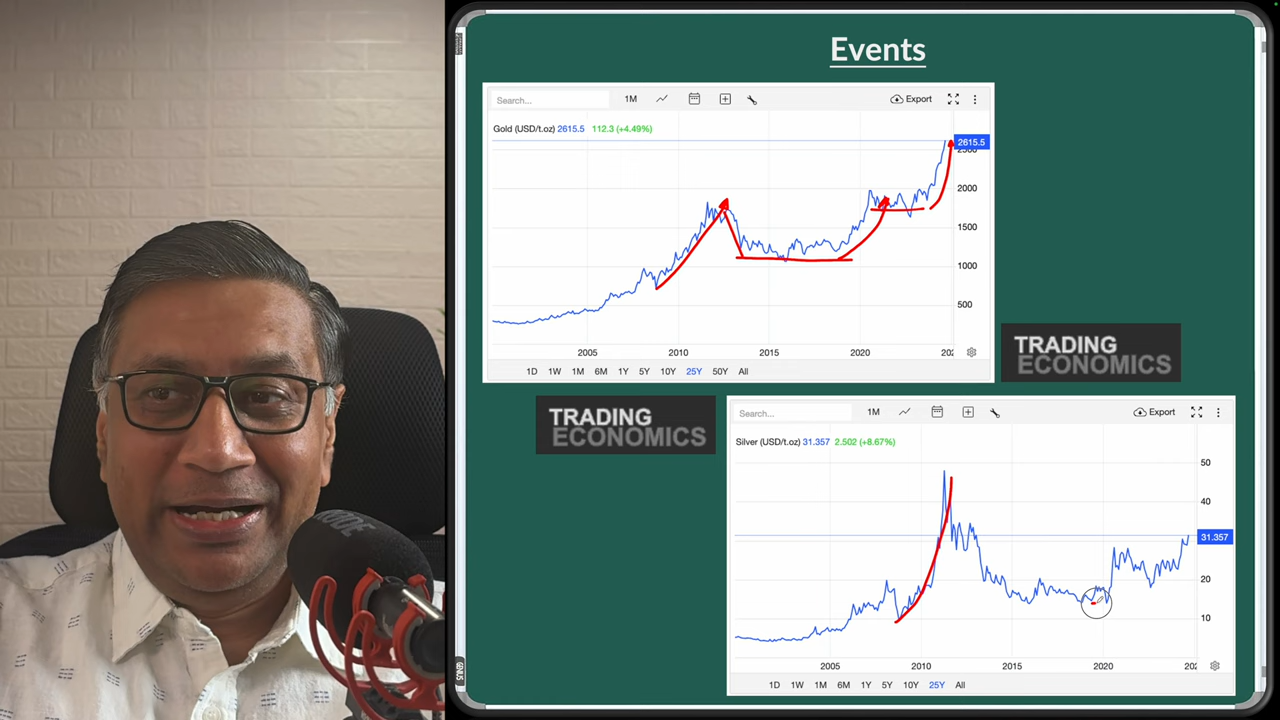 Events
Search...
1M
Export
Gold (USD/t.oz) 2615.5 112.3 (+4.49%)
2615.5
2500
2000
1500
1000
500
2005 2010 2015 2020 202
1D 1W 1M 6M 1Y 5Y 10Y 25Y 50Y All
TRADING
ECONOMICS
TRADING
ECONOMICS
Search...
1M
Export
Silver (USD/t.oz) 31.357 2.502 (+8.67%)
50
40
31.357
20
10
2005 2010 2015 2020 202
1D 1W 1M 6M 1Y 5Y 10Y 25Y All